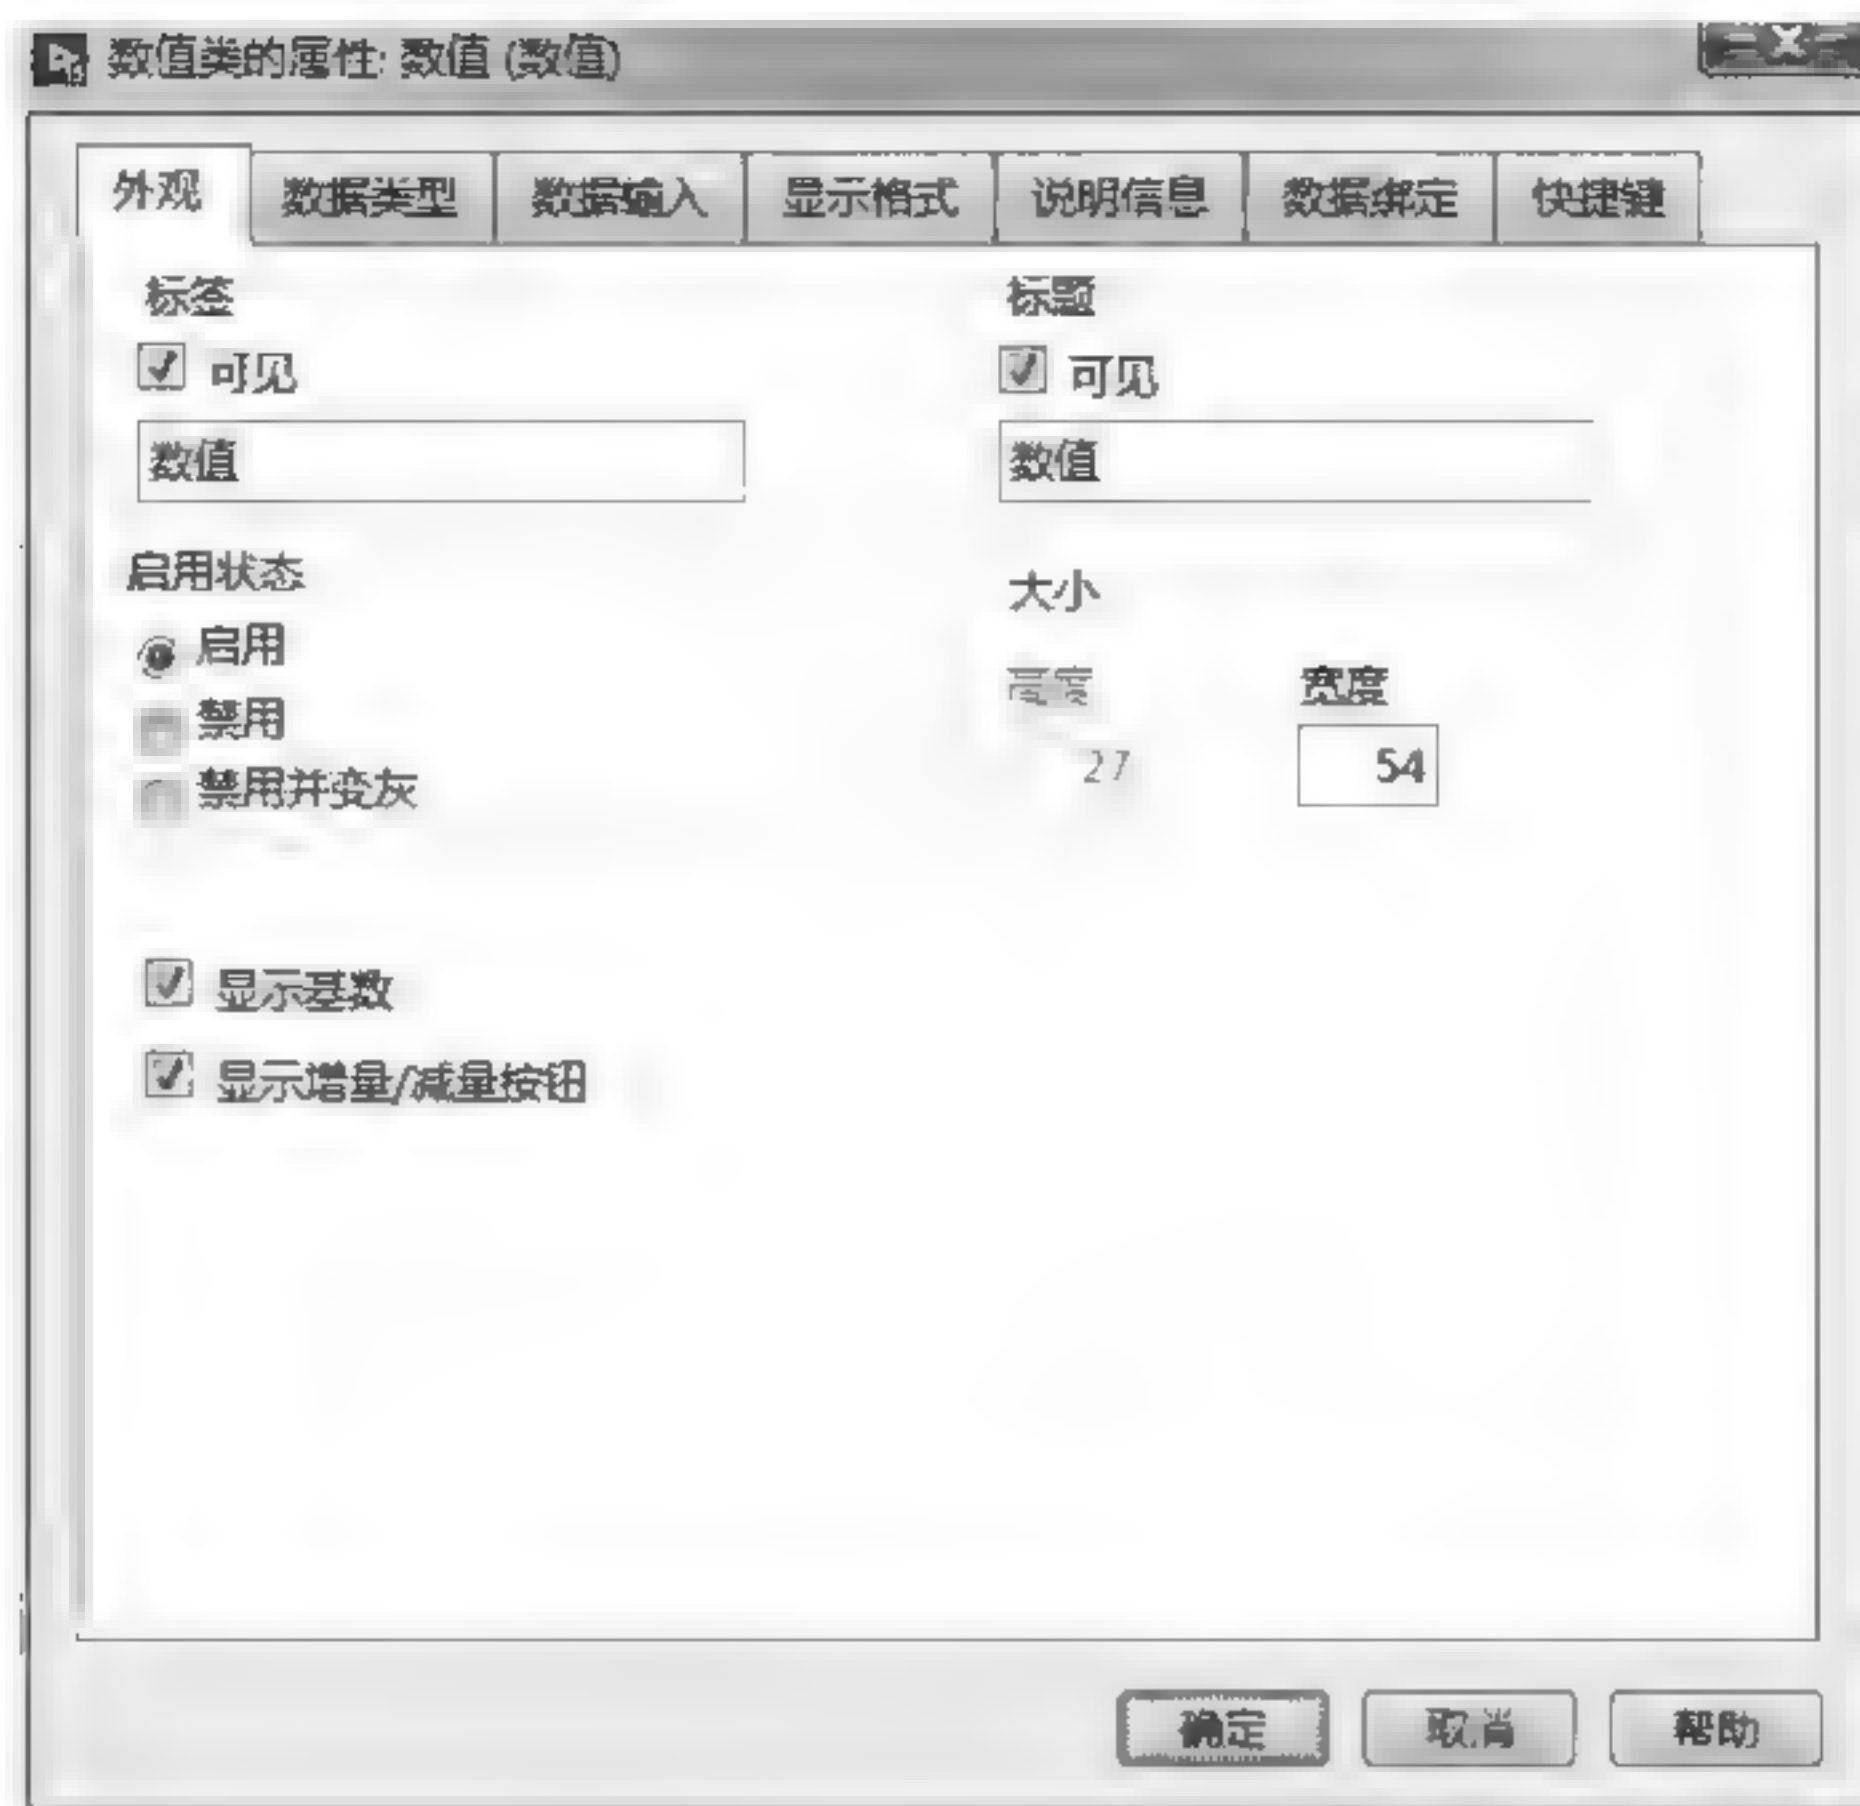 数值类的属性: 数值 (数值)
外观 数据类型 数据输入 显示格式 说明信息 数据绑定 快捷键
标签 标题
可见 可见
数值 数值
启用状态
大小
启用
高度 宽度
禁用
27 54
禁用并变灰
显示基数
显示增量/减量按钮
确定 取消 帮助